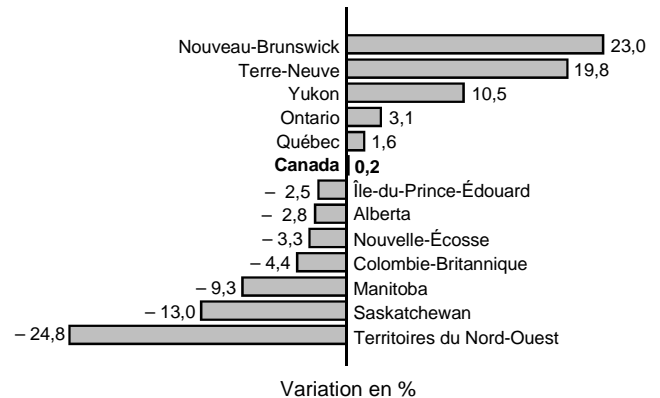 Nouveau-Brunswick 23,0
Terre-Neuve 19,8
Yukon 10,5
Ontario 3,1
Québec 1,6
Canada 0,2
– 2,5 Île-du-Prince-Édouard
– 2,8 Alberta
– 3,3 Nouvelle-Écosse
– 4,4 Colombie-Britannique
– 9,3 Manitoba
– 13,0 Saskatchewan
– 24,8 Territoires du Nord-Ouest
Variation en %